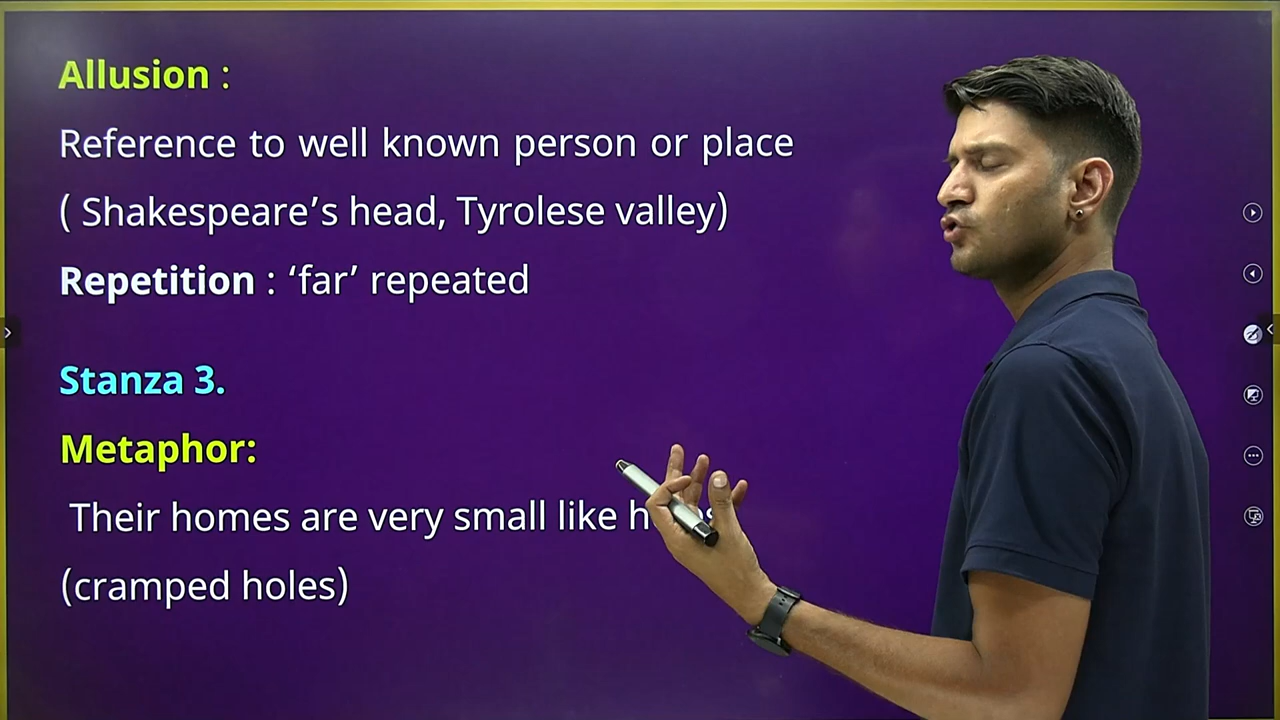 Allusion :
Reference to well known person or place
( Shakespeare’s head, Tyrolese valley)
Repetition : ‘far’ repeated
Stanza 3.
Metaphor:
Their homes are very small like
(cramped holes)